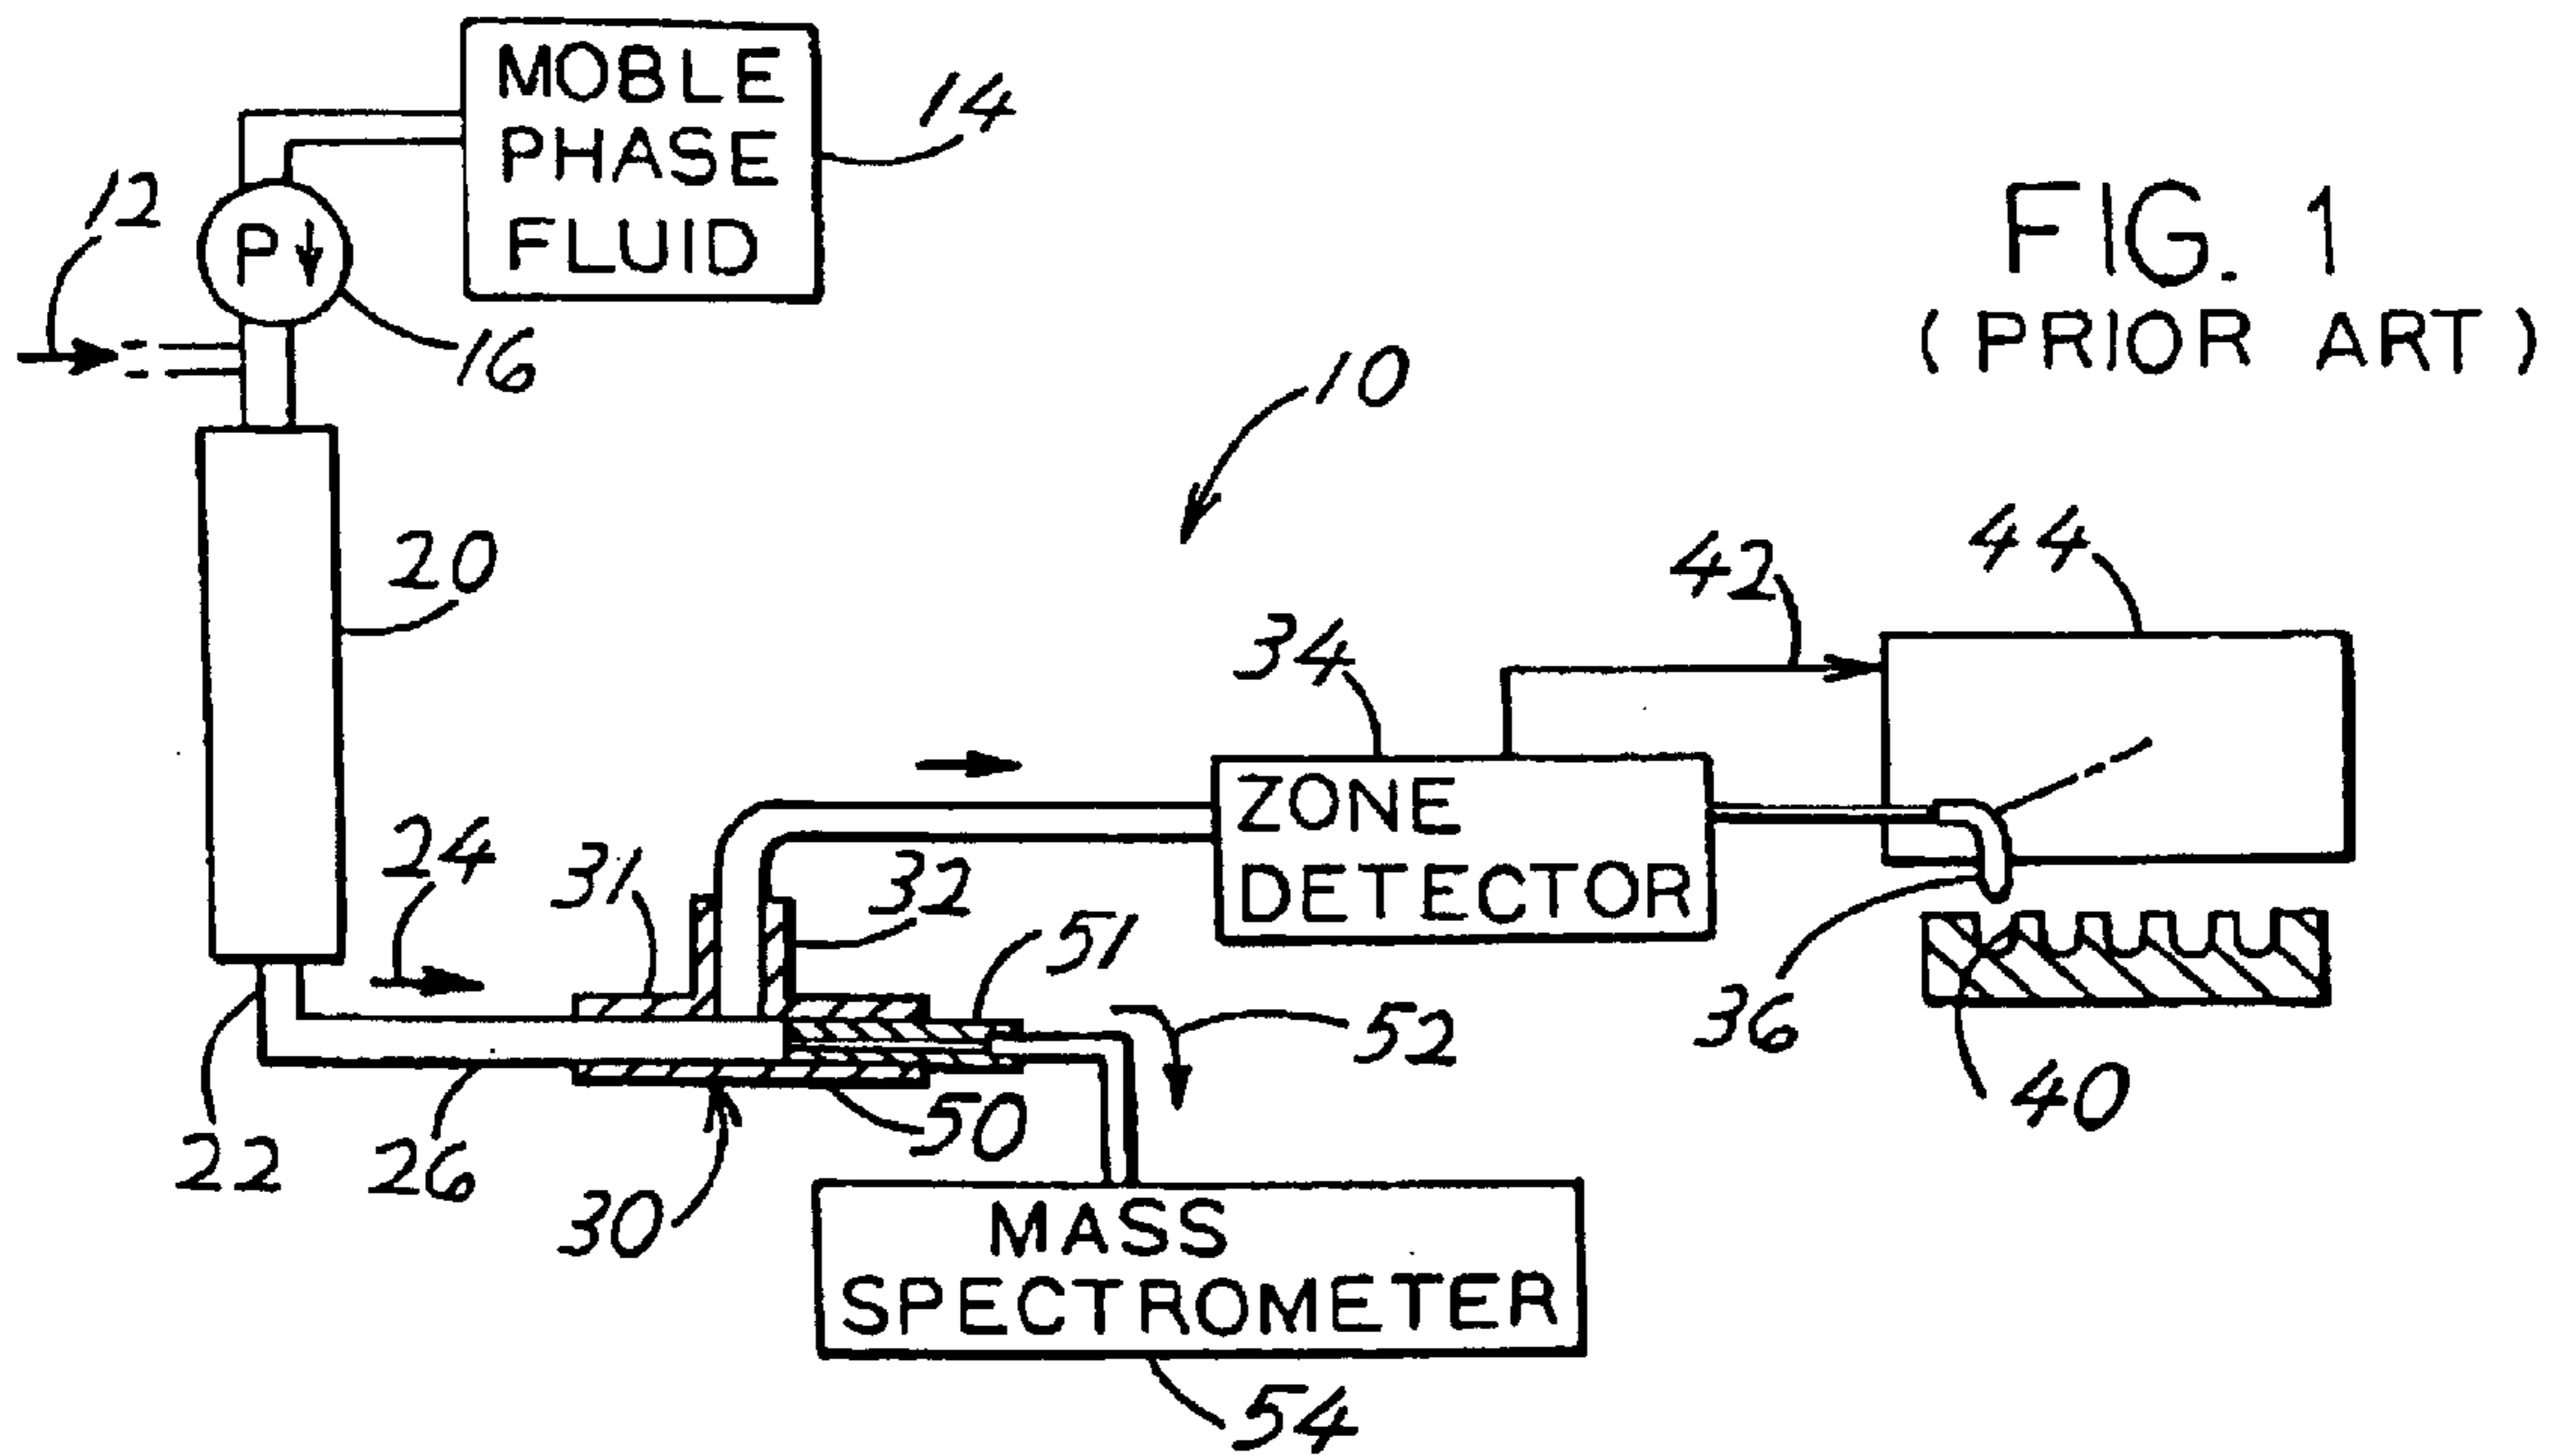 MOBLE
PHASE
FLUID
14
12
P
16
FIG. 1
(PRIOR ART)
10
20
44
42
34
ZONE
DETECTOR
24
31
32
51
36
52
40
22
26
50
30
MASS
SPECTROMETER
54